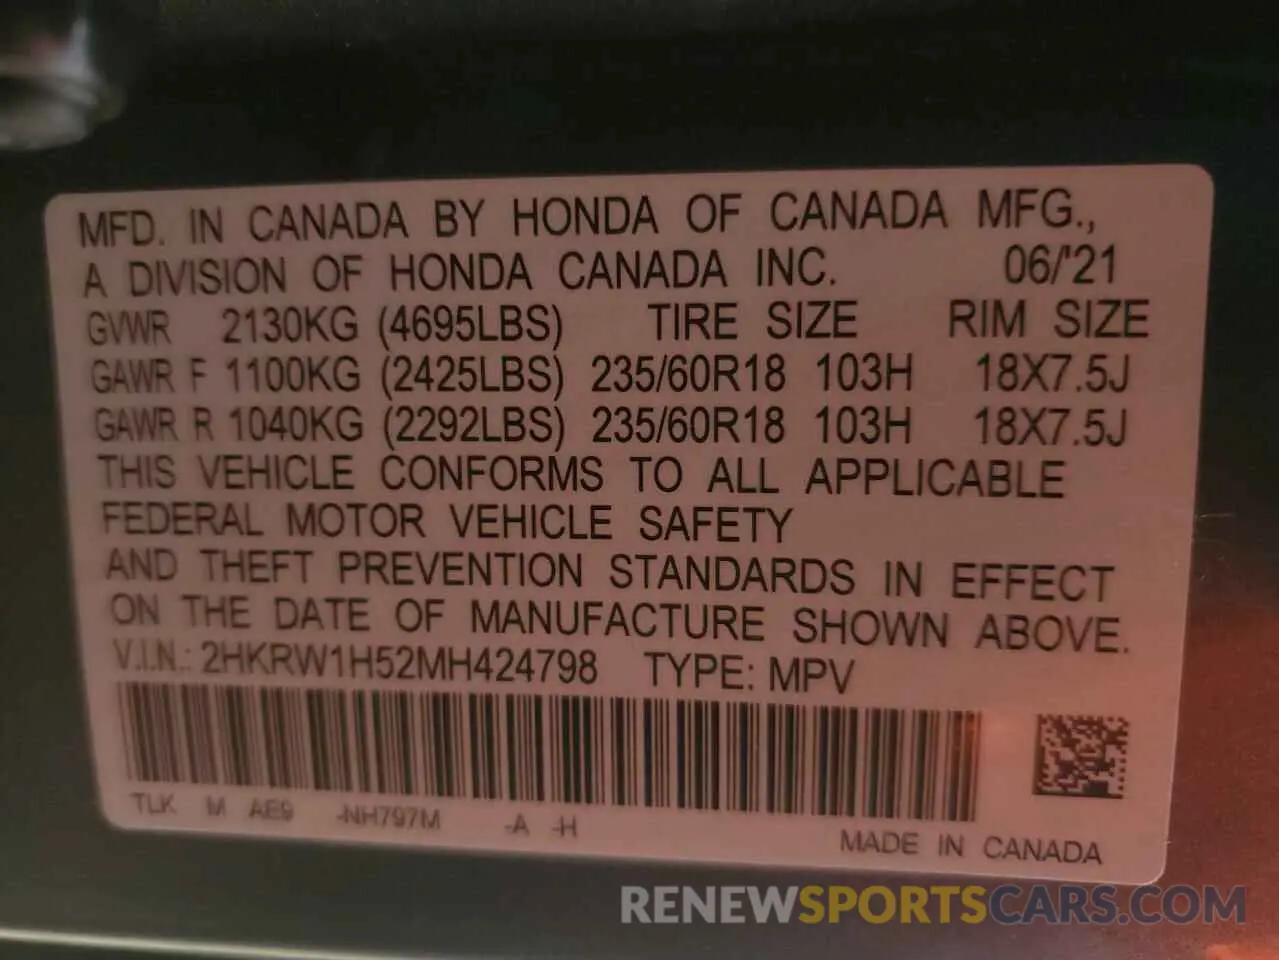 MFD. IN CANADA BY HONDA OF CANADA MFG.,
A DIVISION OF HONDA CANADA INC. 06/'21
GVWR 2130KG (4695LBS) TIRE SIZE RIM SIZE
GAWR F 1100KG (2425LBS) 235/60R18 103H 18X7.5J
GAWR R 1040KG (2292LBS) 235/60R18 103H 18X7.5J
THIS VEHICLE CONFORMS TO ALL APPLICABLE
FEDERAL MOTOR VEHICLE SAFETY
AND THEFT PREVENTION STANDARDS IN EFFECT
ON THE DATE OF MANUFACTURE SHOWN ABOVE.
V.I.N.: 2HKRW1H52MH424798 TYPE: MPV
TLK M AE9 -NH797M -A -H
MADE IN CANADA
RENEWSPORTSCARS.COM